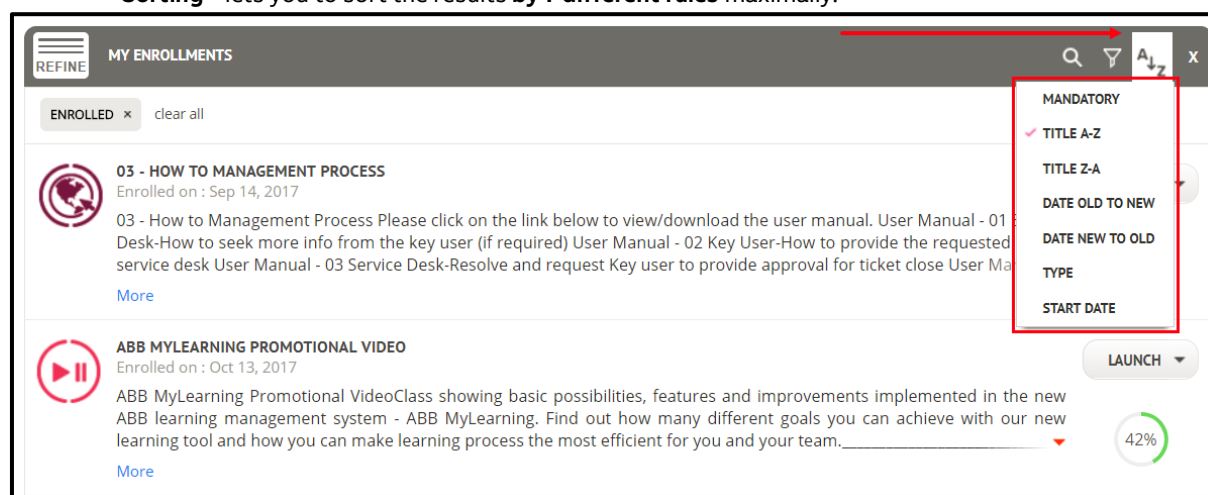 Sorting - lets you to sort the results by 7 different rules maximally.
REFINE MY ENROLLMENTS A↓Z X
ENROLLED × clear all
MANDATORY
TITLE A-Z
TITLE Z-A
DATE OLD TO NEW
DATE NEW TO OLD
TYPE
START DATE
03 - HOW TO MANAGEMENT PROCESS
Enrolled on : Sep 14, 2017
03 - How to Management Process Please click on the link below to view/download the user manual. User Manual - 01
Desk-How to seek more info from the key user (if required) User Manual - 02 Key User-How to provide the requested
service desk User Manual - 03 Service Desk-Resolve and request Key user to provide approval for ticket close User
More
ABB MYLEARNING PROMOTIONAL VIDEO
Enrolled on : Oct 13, 2017
LAUNCH
ABB MyLearning Promotional VideoClass showing basic possibilities, features and improvements implemented in the new
ABB learning management system - ABB MyLearning. Find out how many different goals you can achieve with our new
learning tool and how you can make learning process the most efficient for you and your team.
42%
More